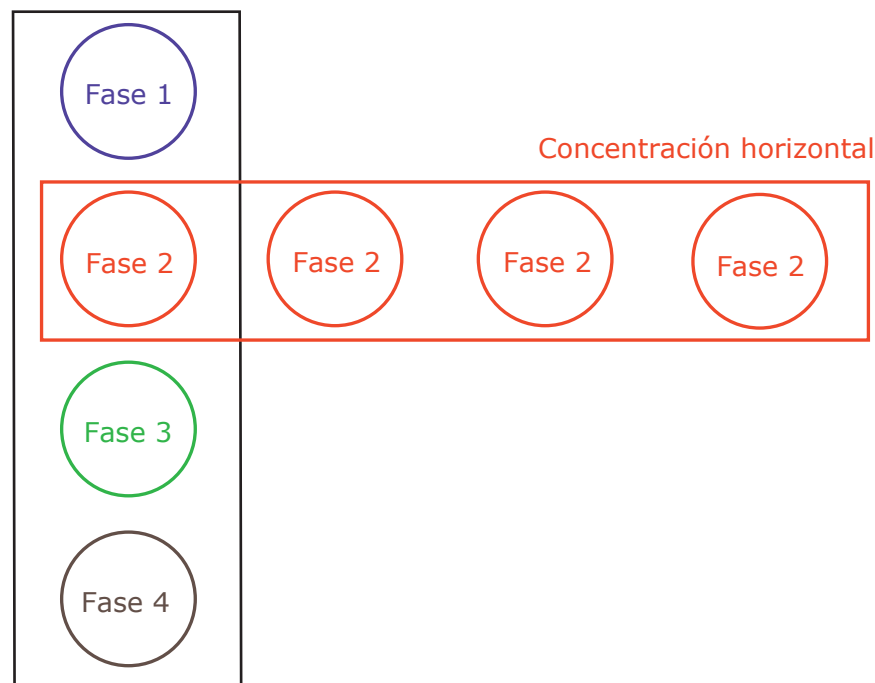 Fase 1
Concentración horizontal
Fase 2 Fase 2 Fase 2 Fase 2
Fase 3
Fase 4